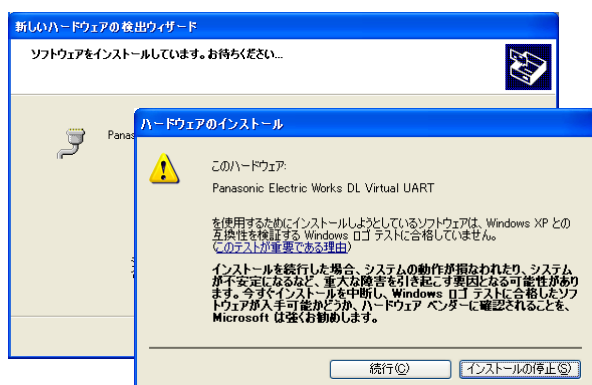 新しいハードウェアの検出ウィザード
ソフトウェアをインストールしています。お待ちください...
Panas
ハードウェアのインストール
このハードウェア:
Panasonic Electric Works DL Virtual UART
を使用するためにインストールしようとしているソフトウェアは、Windows XP との
互換性を検証する Windows ロゴ テストに合格していません。
(このテストが重要である理由)
インストールを続行した場合、システムの動作が損なわれたり、システム
が不安定になるなど、重大な障害を引き起こす要因となる可能性があり
ます。今すぐインストールを中断し、Windows ロゴ テストに合格したソフ
トウェアが入手可能かどうか、ハードウェア ベンダーに確認されることを、
Microsoft は強くお勧めします。
続行(C)
インストールの停止(S)